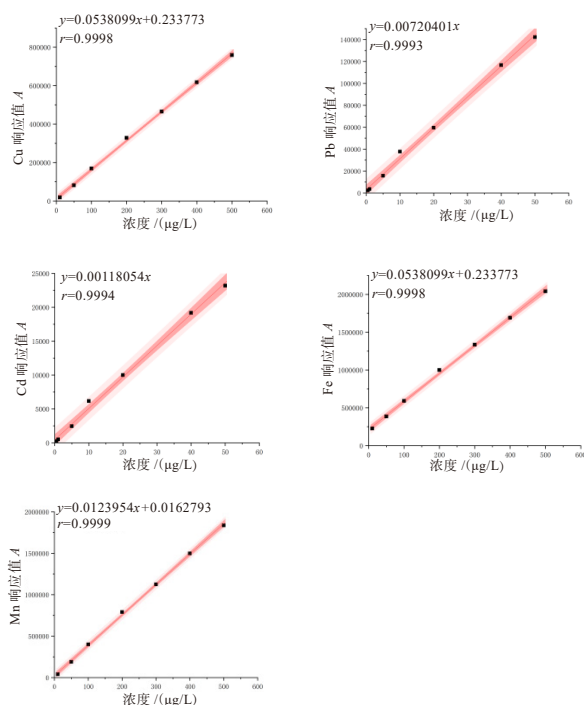 y=0.0538099x+0.233773
r=0.9998
Cu 响应值 A
800000
600000
400000
200000
0
0 100 200 300 400 500 600
浓度 /(μg/L)
y=0.00720401x
r=0.9993
Pb 响应值 A
140000
120000
100000
80000
60000
40000
20000
0
0 10 20 30 40 50 60
浓度 /(μg/L)
y=0.00118054x
r=0.9994
Cd 响应值 A
25000
20000
15000
10000
5000
0
0 10 20 30 40 50 60
浓度 /(μg/L)
y=0.0538099x+0.233773
r=0.9998
Fe 响应值 A
2000000
1500000
1000000
500000
0
0 100 200 300 400 500 600
浓度 /(μg/L)
y=0.0123954x+0.0162793
r=0.9999
Mn 响应值 A
2000000
1500000
1000000
500000
0
0 100 200 300 400 500 600
浓度 /(μg/L)